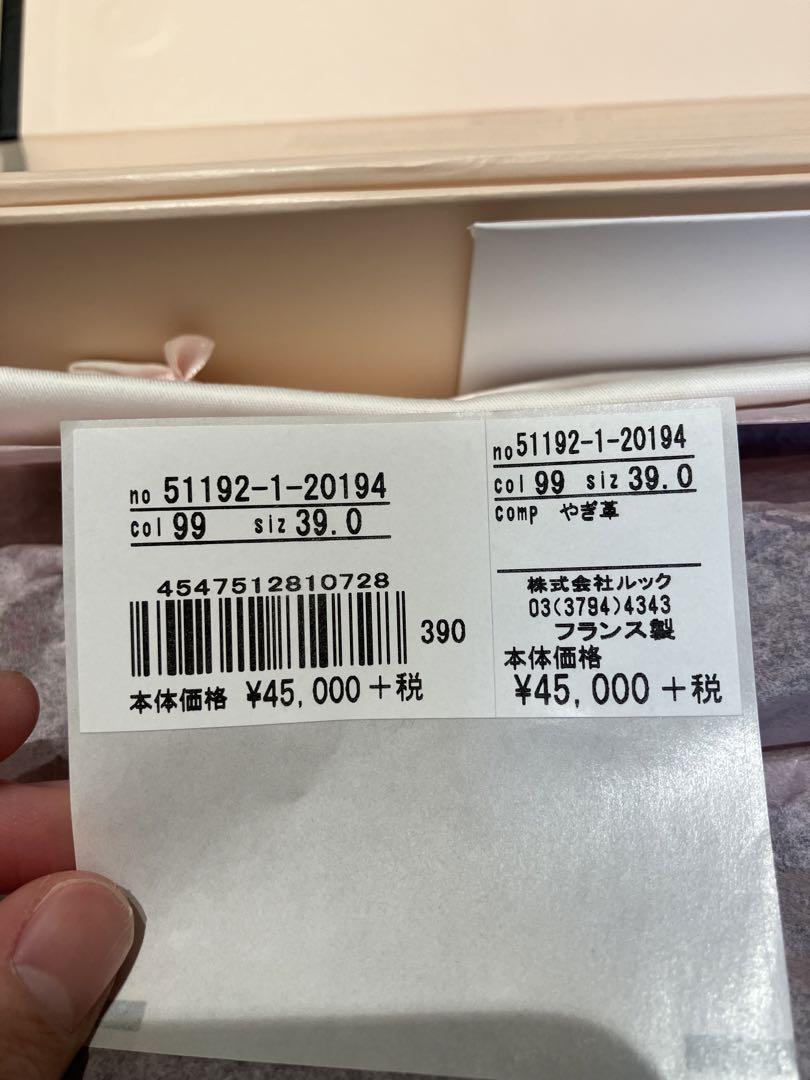 no 51192-1-20194
col 99 siz 39.0
4547512810728
390
本体価格 ¥45,000+税
no 51192-1-20194
col 99 siz 39.0
comp やぎ革
株式会社ルック
03(3794)4343
フランス製
本体価格
¥45,000+税